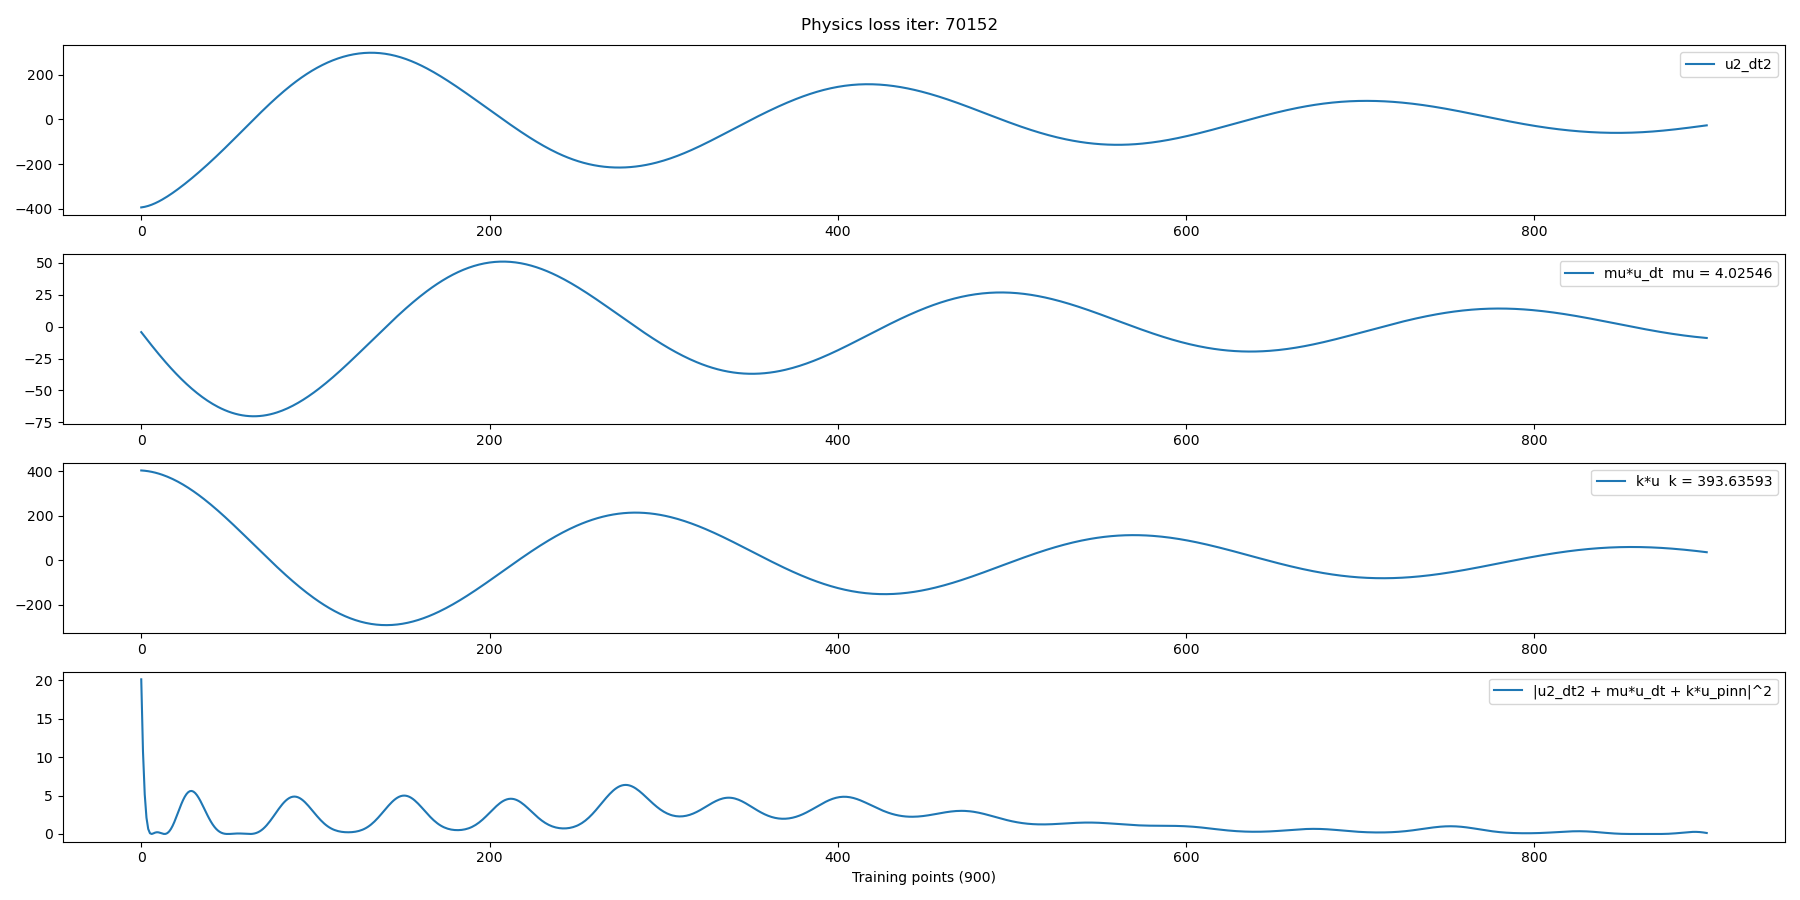 Physics loss iter: 70152
200
0
−200
−400
u2_dt2
0 200 400 600 800
50
25
0
−25
−50
−75
mu*u_dt  mu = 4.02546
0 200 400 600 800
400
200
0
−200
k*u  k = 393.63593
0 200 400 600 800
20
15
10
5
0
|u2_dt2 + mu*u_dt + k*u_pinn|^2
0 200 400 600 800
Training points (900)